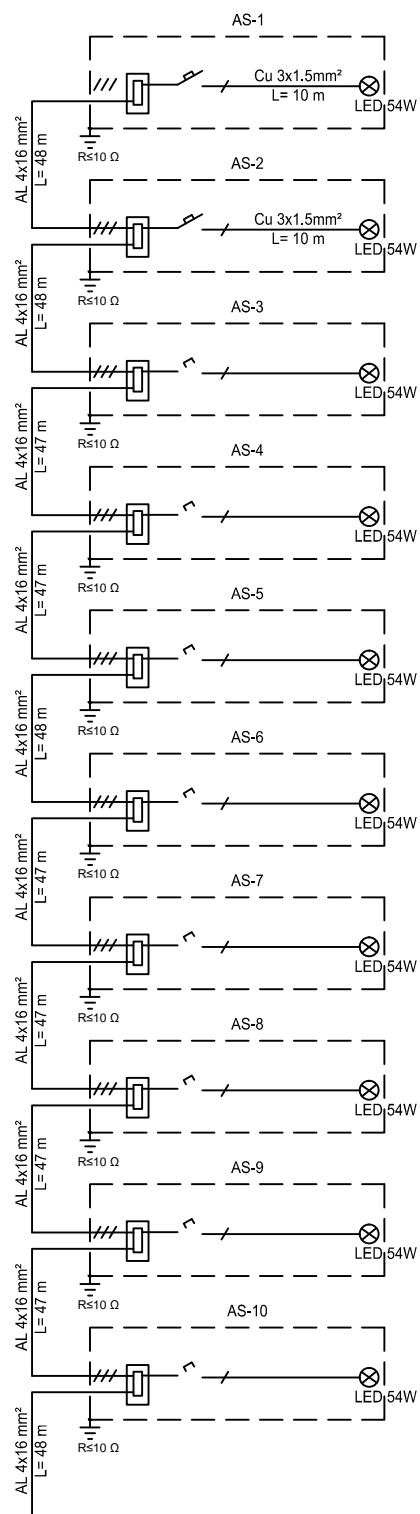 AS-1
Cu 3x1.5mm²
L= 10 m
LED 54W
R≤10 Ω
AL 4x16 mm²
L= 48 m
AS-2
Cu 3x1.5mm²
L= 10 m
LED 54W
R≤10 Ω
AL 4x16 mm²
L= 48 m
AS-3
LED 54W
R≤10 Ω
AL 4x16 mm²
L= 47 m
AS-4
LED 54W
R≤10 Ω
AL 4x16 mm²
L= 47 m
AS-5
LED 54W
R≤10 Ω
AL 4x16 mm²
L= 48 m
AS-6
LED 54W
R≤10 Ω
AL 4x16 mm²
L= 47 m
AS-7
LED 54W
R≤10 Ω
AL 4x16 mm²
L= 47 m
AS-8
LED 54W
R≤10 Ω
AL 4x16 mm²
L= 47 m
AS-9
LED 54W
R≤10 Ω
AL 4x16 mm²
L= 47 m
AS-10
LED 54W
R≤10 Ω
AL 4x16 mm²
L= 48 m